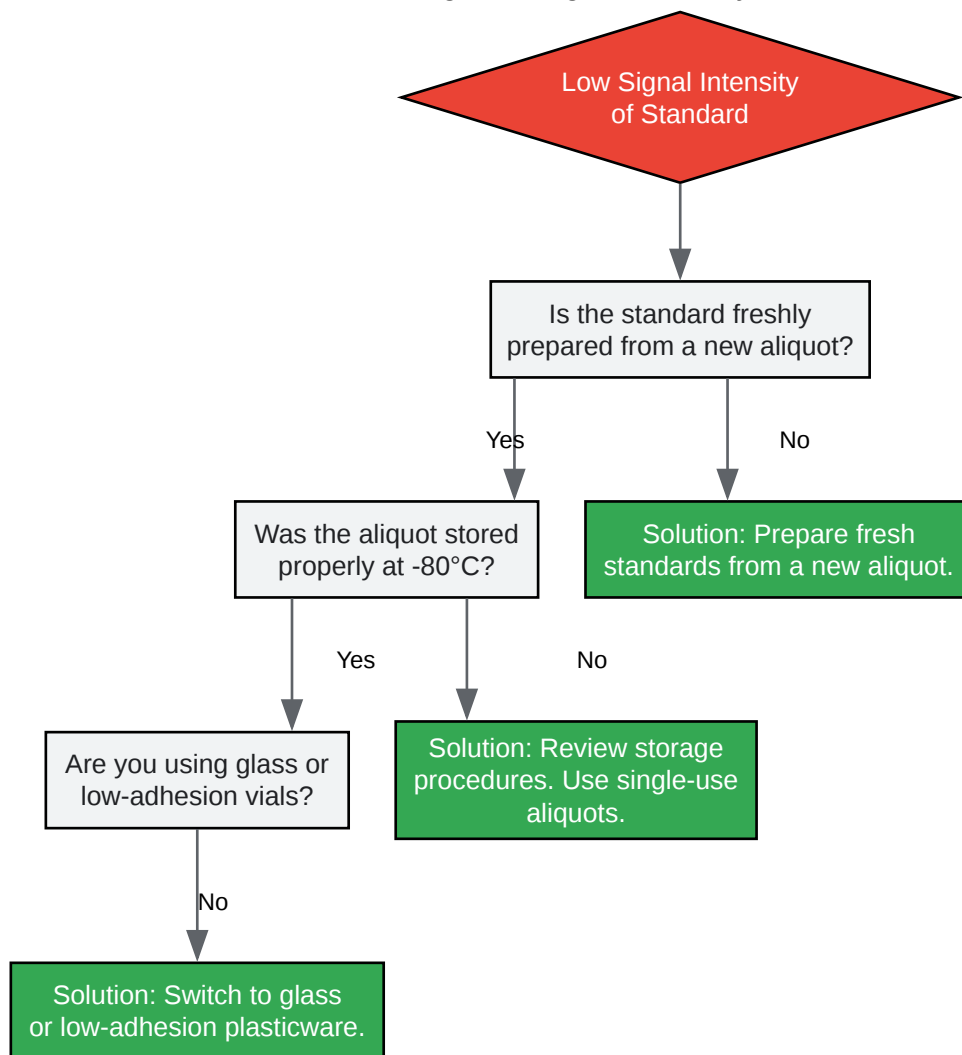 Low Signal Intensity
of Standard
Is the standard freshly
prepared from a new aliquot?
Yes
No
Was the aliquot stored
properly at -80°C?
Solution: Prepare fresh
standards from a new aliquot.
Yes
No
Are you using glass or
low-adhesion vials?
Solution: Review storage
procedures. Use single-use
aliquots.
No
Solution: Switch to glass
or low-adhesion plasticware.